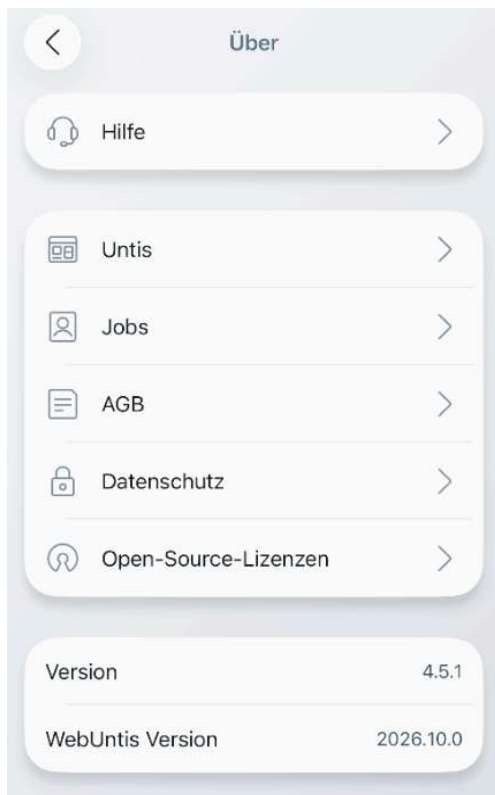 Über
Hilfe
Untis
Jobs
AGB
Datenschutz
Open-Source-Lizenzen
Version 4.5.1
WebUntis Version 2026.10.0